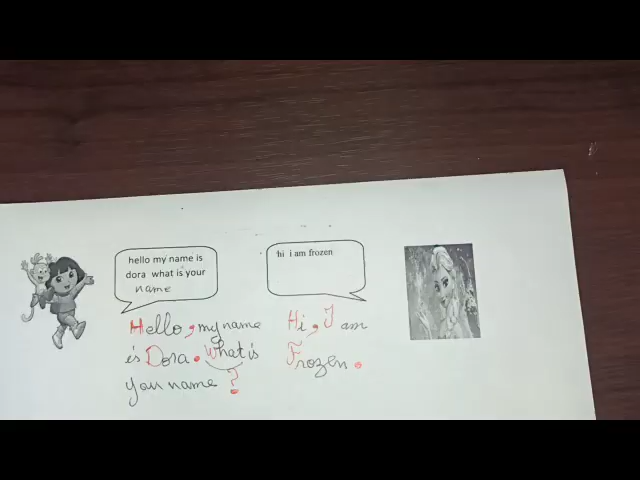 hello my name is
dora what is your
name
hi i am frozen
Hello, my name
is Dora. What is
your name ?
Hi, I am
Frozen.